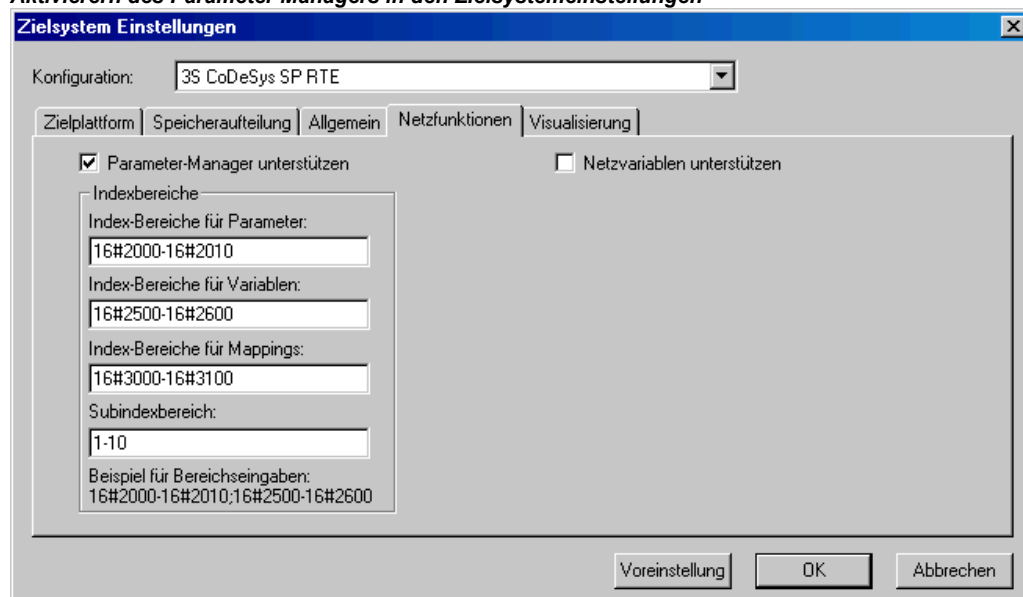 Aktivierern des Parameter-Managers in den Zielsystemeinstellungen
Zielsystem Einstellungen
Konfiguration: 3S CoDeSys SP RTE
Zielplattform Speicheraufteilung Allgemein Netzfunktionen Visualisierung
Parameter-Manager unterstützen Netzvariablen unterstützen
Indexbereiche
Index-Bereiche für Parameter:
16#2000-16#2010
Index-Bereiche für Variablen:
16#2500-16#2600
Index-Bereiche für Mappings:
16#3000-16#3100
Subindexbereich:
1-10
Beispiel für Bereichseingaben:
16#2000-16#2010;16#2500-16#2600
Voreinstellung OK Abbrechen